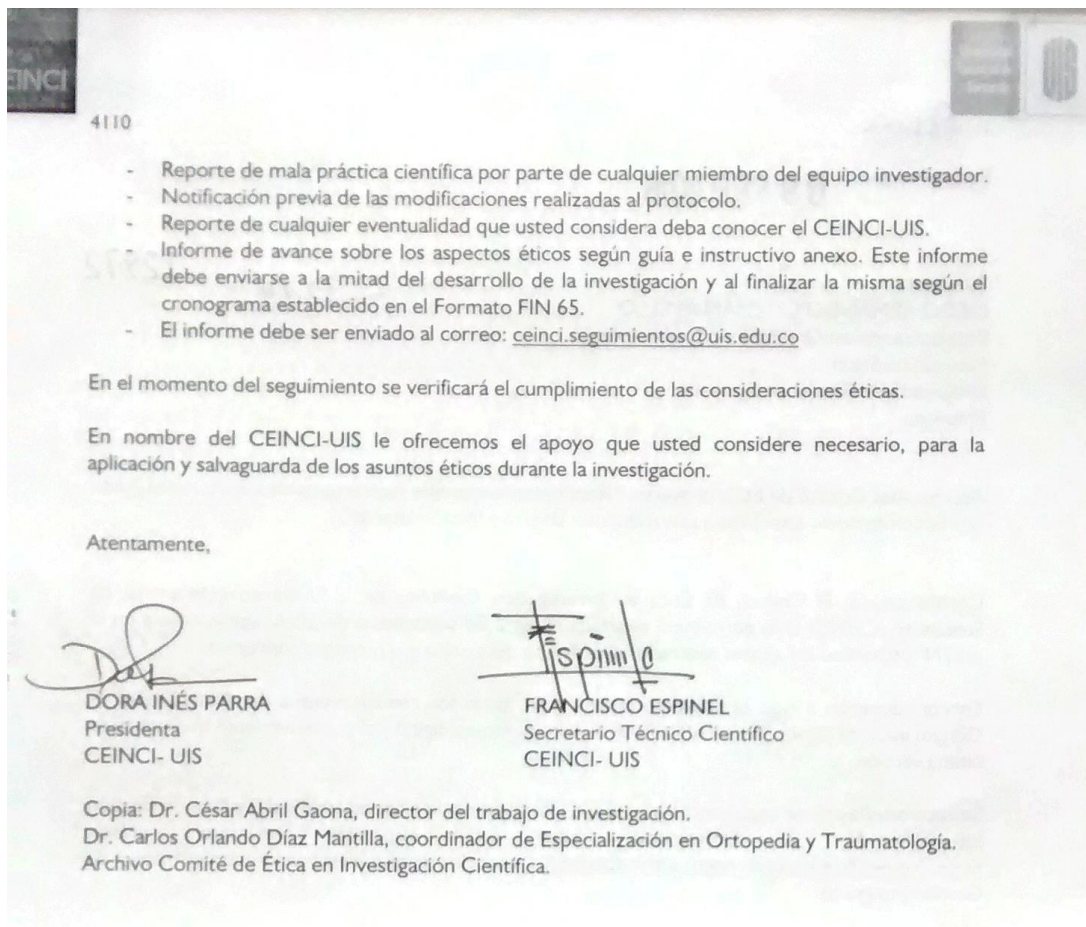 EINCI
4110
- Reporte de mala práctica científica por parte de cualquier miembro del equipo investigador.
- Notificación previa de las modificaciones realizadas al protocolo.
- Reporte de cualquier eventualidad que usted considera deba conocer el CEINCI-UIS.
- Informe de avance sobre los aspectos éticos según guía e instructivo anexo. Este informe
debe enviarse a la mitad del desarrollo de la investigación y al finalizar la misma según el
cronograma establecido en el Formato FIN 65.
- El informe debe ser enviado al correo: ceinci.seguimientos@uis.edu.co
En el momento del seguimiento se verificará el cumplimiento de las consideraciones éticas.
En nombre del CEINCI-UIS le ofrecemos el apoyo que usted considere necesario, para la
aplicación y salvaguarda de los asuntos éticos durante la investigación.
Atentamente,
DORA INÉS PARRA
Presidenta
CEINCI- UIS
FRANCISCO ESPINEL
Secretario Técnico Científico
CEINCI- UIS
Copia: Dr. César Abril Gaona, director del trabajo de investigación.
Dr. Carlos Orlando Díaz Mantilla, coordinador de Especialización en Ortopedia y Traumatología.
Archivo Comité de Ética en Investigación Científica.